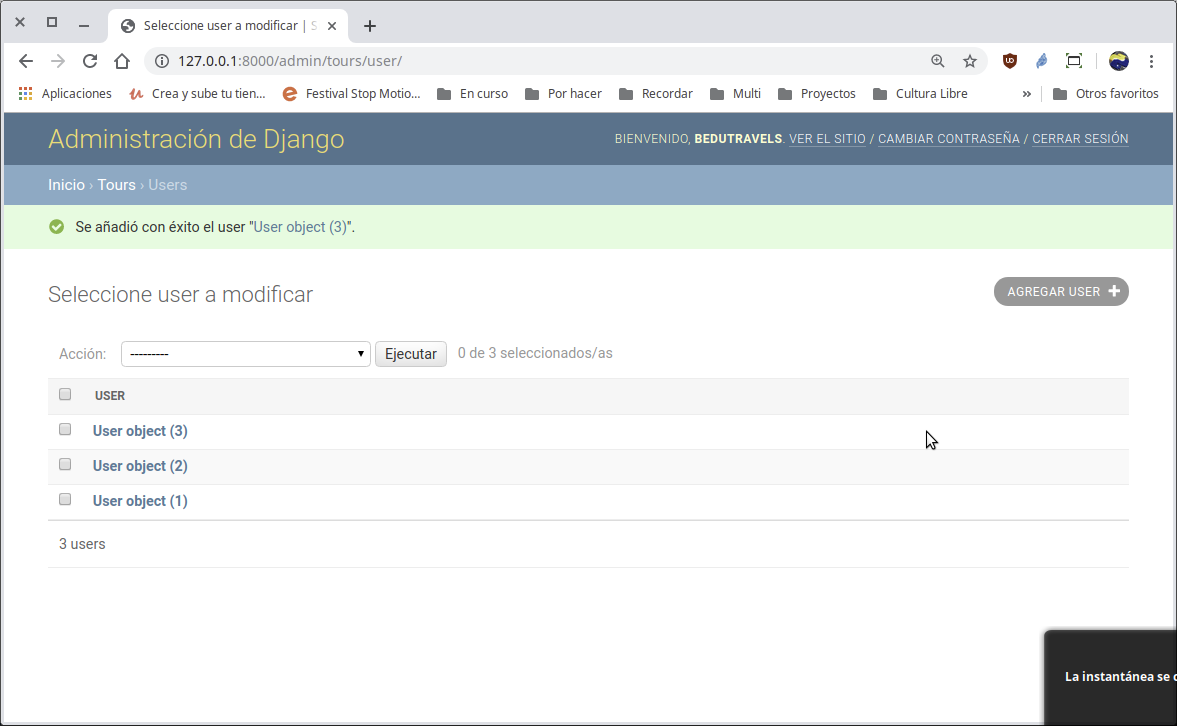 Seleccione user a modificar | S
127.0.0.1:8000/admin/tours/user/
Aplicaciones Crea y sube tu tien... Festival Stop Motio... En curso Por hacer Recordar Multi Proyectos Cultura Libre » Otros favoritos
Administración de Django
BIENVENIDO, BEDUTRAVELS. VER EL SITIO / CAMBIAR CONTRASEÑA / CERRAR SESIÓN
Inicio › Tours › Users
Se añadió con éxito el user "User object (3)".
Seleccione user a modificar
AGREGAR USER +
Acción: --------- Ejecutar 0 de 3 seleccionados/as
USER
User object (3)
User object (2)
User object (1)
3 users
La instantánea se